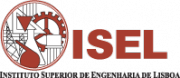 ISEL
INSTITUTO SUPERIOR DE ENGENHARIA DE LISBOA